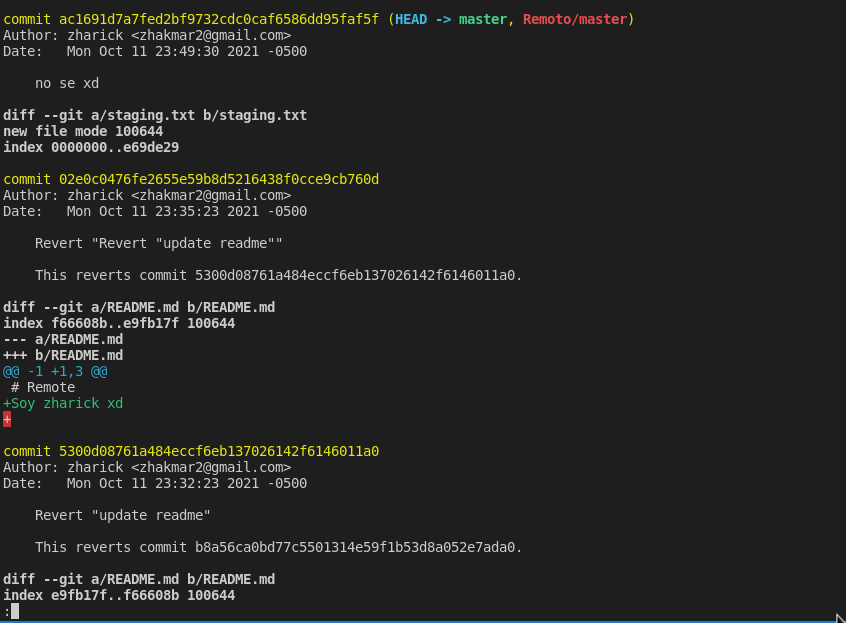 commit ac1691d7a7fed2bf9732cdc0caf6586dd95faf5f (HEAD -> master, Remoto/master)
Author: zharick <zhakmar2@gmail.com>
Date:   Mon Oct 11 23:49:30 2021 -0500

    no se xd

diff --git a/staging.txt b/staging.txt
new file mode 100644
index 0000000..e69de29

commit 02e0c0476fe2655e59b8d5216438f0cce9cb760d
Author: zharick <zhakmar2@gmail.com>
Date:   Mon Oct 11 23:35:23 2021 -0500

    Revert "Revert "update readme""

    This reverts commit 5300d08761a484eccf6eb137026142f6146011a0.

diff --git a/README.md b/README.md
index f66608b..e9fb17f 100644
--- a/README.md
+++ b/README.md
@@ -1 +1,3 @@
 # Remote
+Soy zharick xd
+

commit 5300d08761a484eccf6eb137026142f6146011a0
Author: zharick <zhakmar2@gmail.com>
Date:   Mon Oct 11 23:32:23 2021 -0500

    Revert "update readme"

    This reverts commit b8a56ca0bd77c5501314e59f1b53d8a052e7ada0.

diff --git a/README.md b/README.md
index e9fb17f..f66608b 100644
: